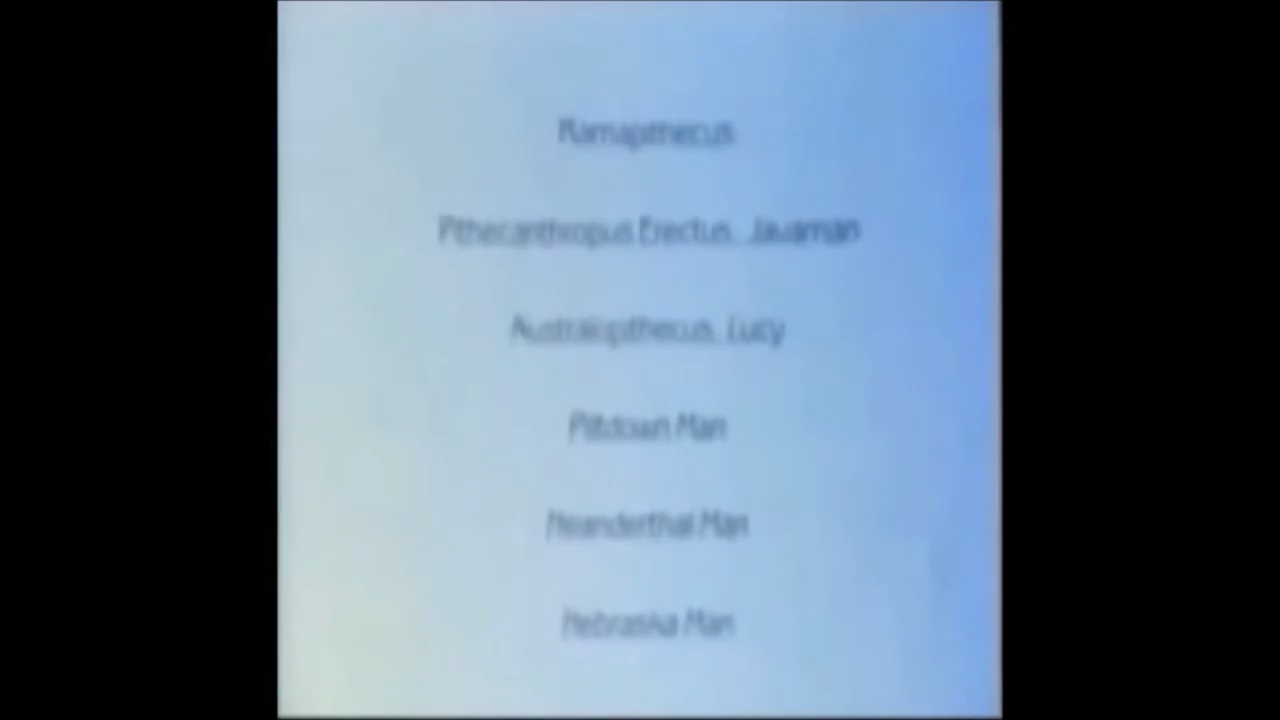 Ramapithecus
Pithecanthropus Erectus, Javaman
Australopithecus, Lucy
Piltdown Man
Neanderthal Man
Nebraska Man